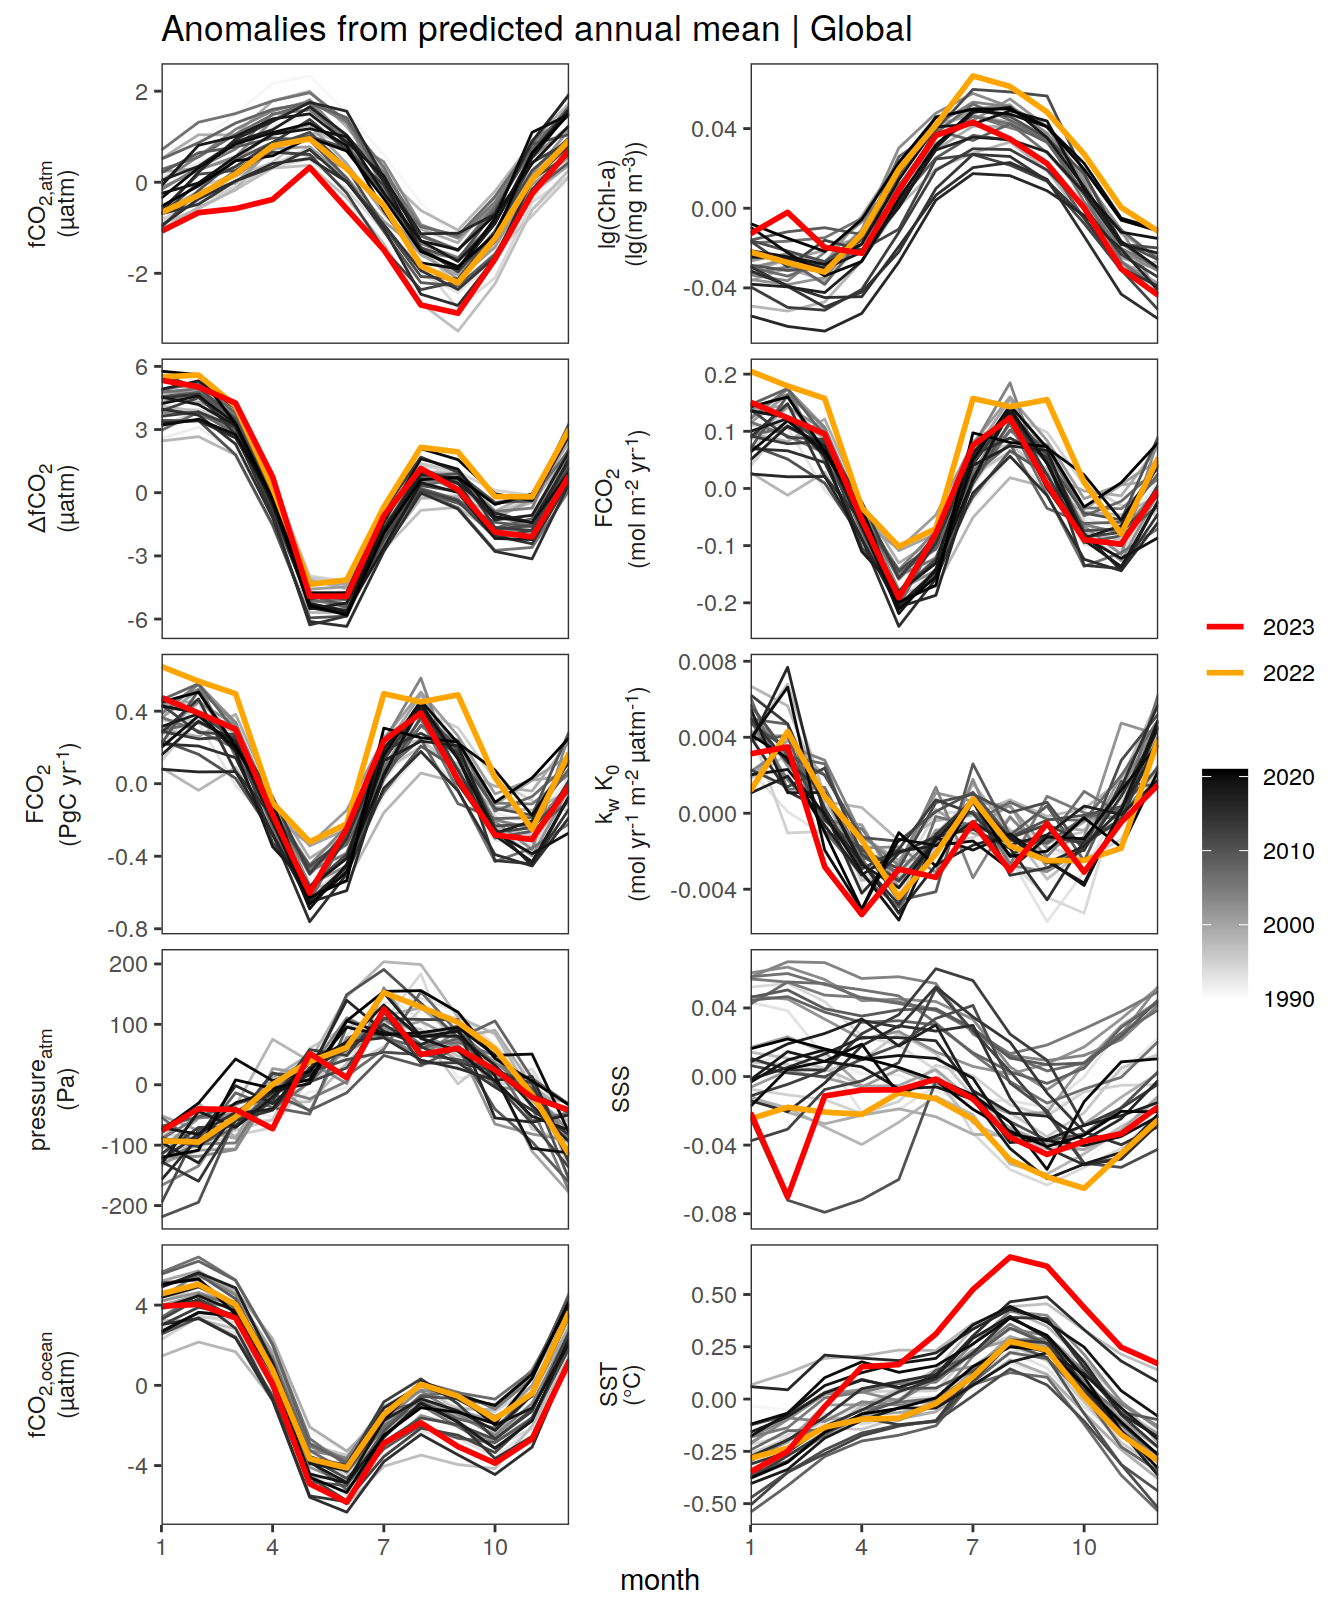 Anomalies from predicted annual mean | Global
fCO2,atm
(µatm)
2
0
-2
lg(Chl-a)
(lg(mg m-3))
0.04
0.00
-0.04
ΔfCO2
(µatm)
6
3
0
-3
-6
FCO2
(mol m-2 yr-1)
0.2
0.1
0.0
-0.1
-0.2
FCO2
(PgC yr-1)
0.4
0.0
-0.4
-0.8
kw K0
(mol yr-1 m-2 µatm-1)
0.008
0.004
0.000
-0.004
pressureatm
(Pa)
200
100
0
-100
-200
SSS
0.04
0.00
-0.04
-0.08
fCO2,ocean
(µatm)
4
0
-4
SST
(°C)
0.50
0.25
0.00
-0.25
-0.50
1 4 7 10
1 4 7 10
month
2023
2022
2020
2010
2000
1990